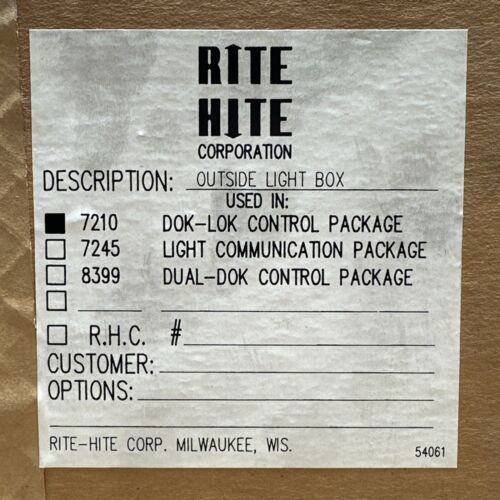 RITE
HITE
CORPORATION
DESCRIPTION: OUTSIDE LIGHT BOX
USED IN:
7210 DOK-LOK CONTROL PACKAGE
7245 LIGHT COMMUNICATION PACKAGE
8399 DUAL-DOK CONTROL PACKAGE
R.H.C. #
CUSTOMER:
OPTIONS:
RITE-HITE CORP. MILWAUKEE, WIS. 54061